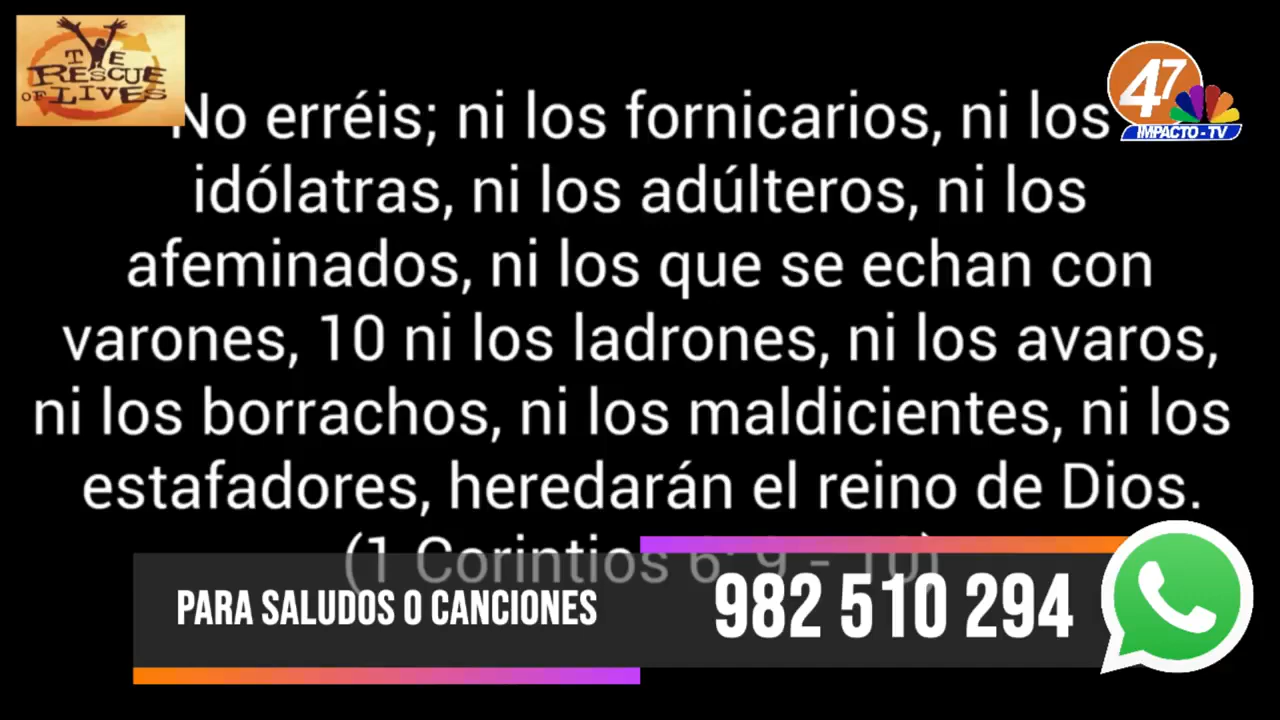 THE
RESCUE
OF LIVES
47
IMPACTO-TV
No erréis; ni los fornicarios, ni los
idólatras, ni los adúlteros, ni los
afeminados, ni los que se echan con
varones, 10 ni los ladrones, ni los avaros,
ni los borrachos, ni los maldicientes, ni los
estafadores, heredarán el reino de Dios.
(1 Corintios 6: 9 - 10)
PARA SALUDOS O CANCIONES
982 510 294